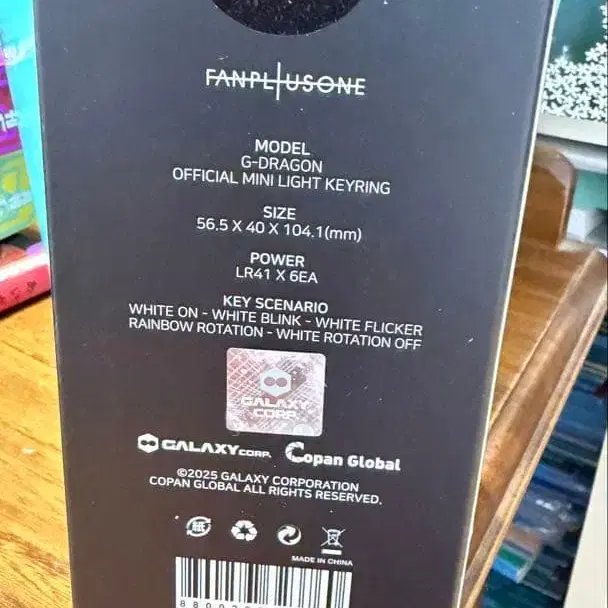 FANPLUSONE
MODEL
G-DRAGON
OFFICIAL MINI LIGHT KEYRING
SIZE
56.5 X 40 X 104.1(mm)
POWER
LR41 X 6EA
KEY SCENARIO
WHITE ON - WHITE BLINK - WHITE FLICKER
RAINBOW ROTATION - WHITE ROTATION OFF
GALAXY
CORP.
GALAXYCORP. Copan Global
©2025 GALAXY CORPORATION
COPAN GLOBAL ALL RIGHTS RESERVED.
紙
MADE IN CHINA